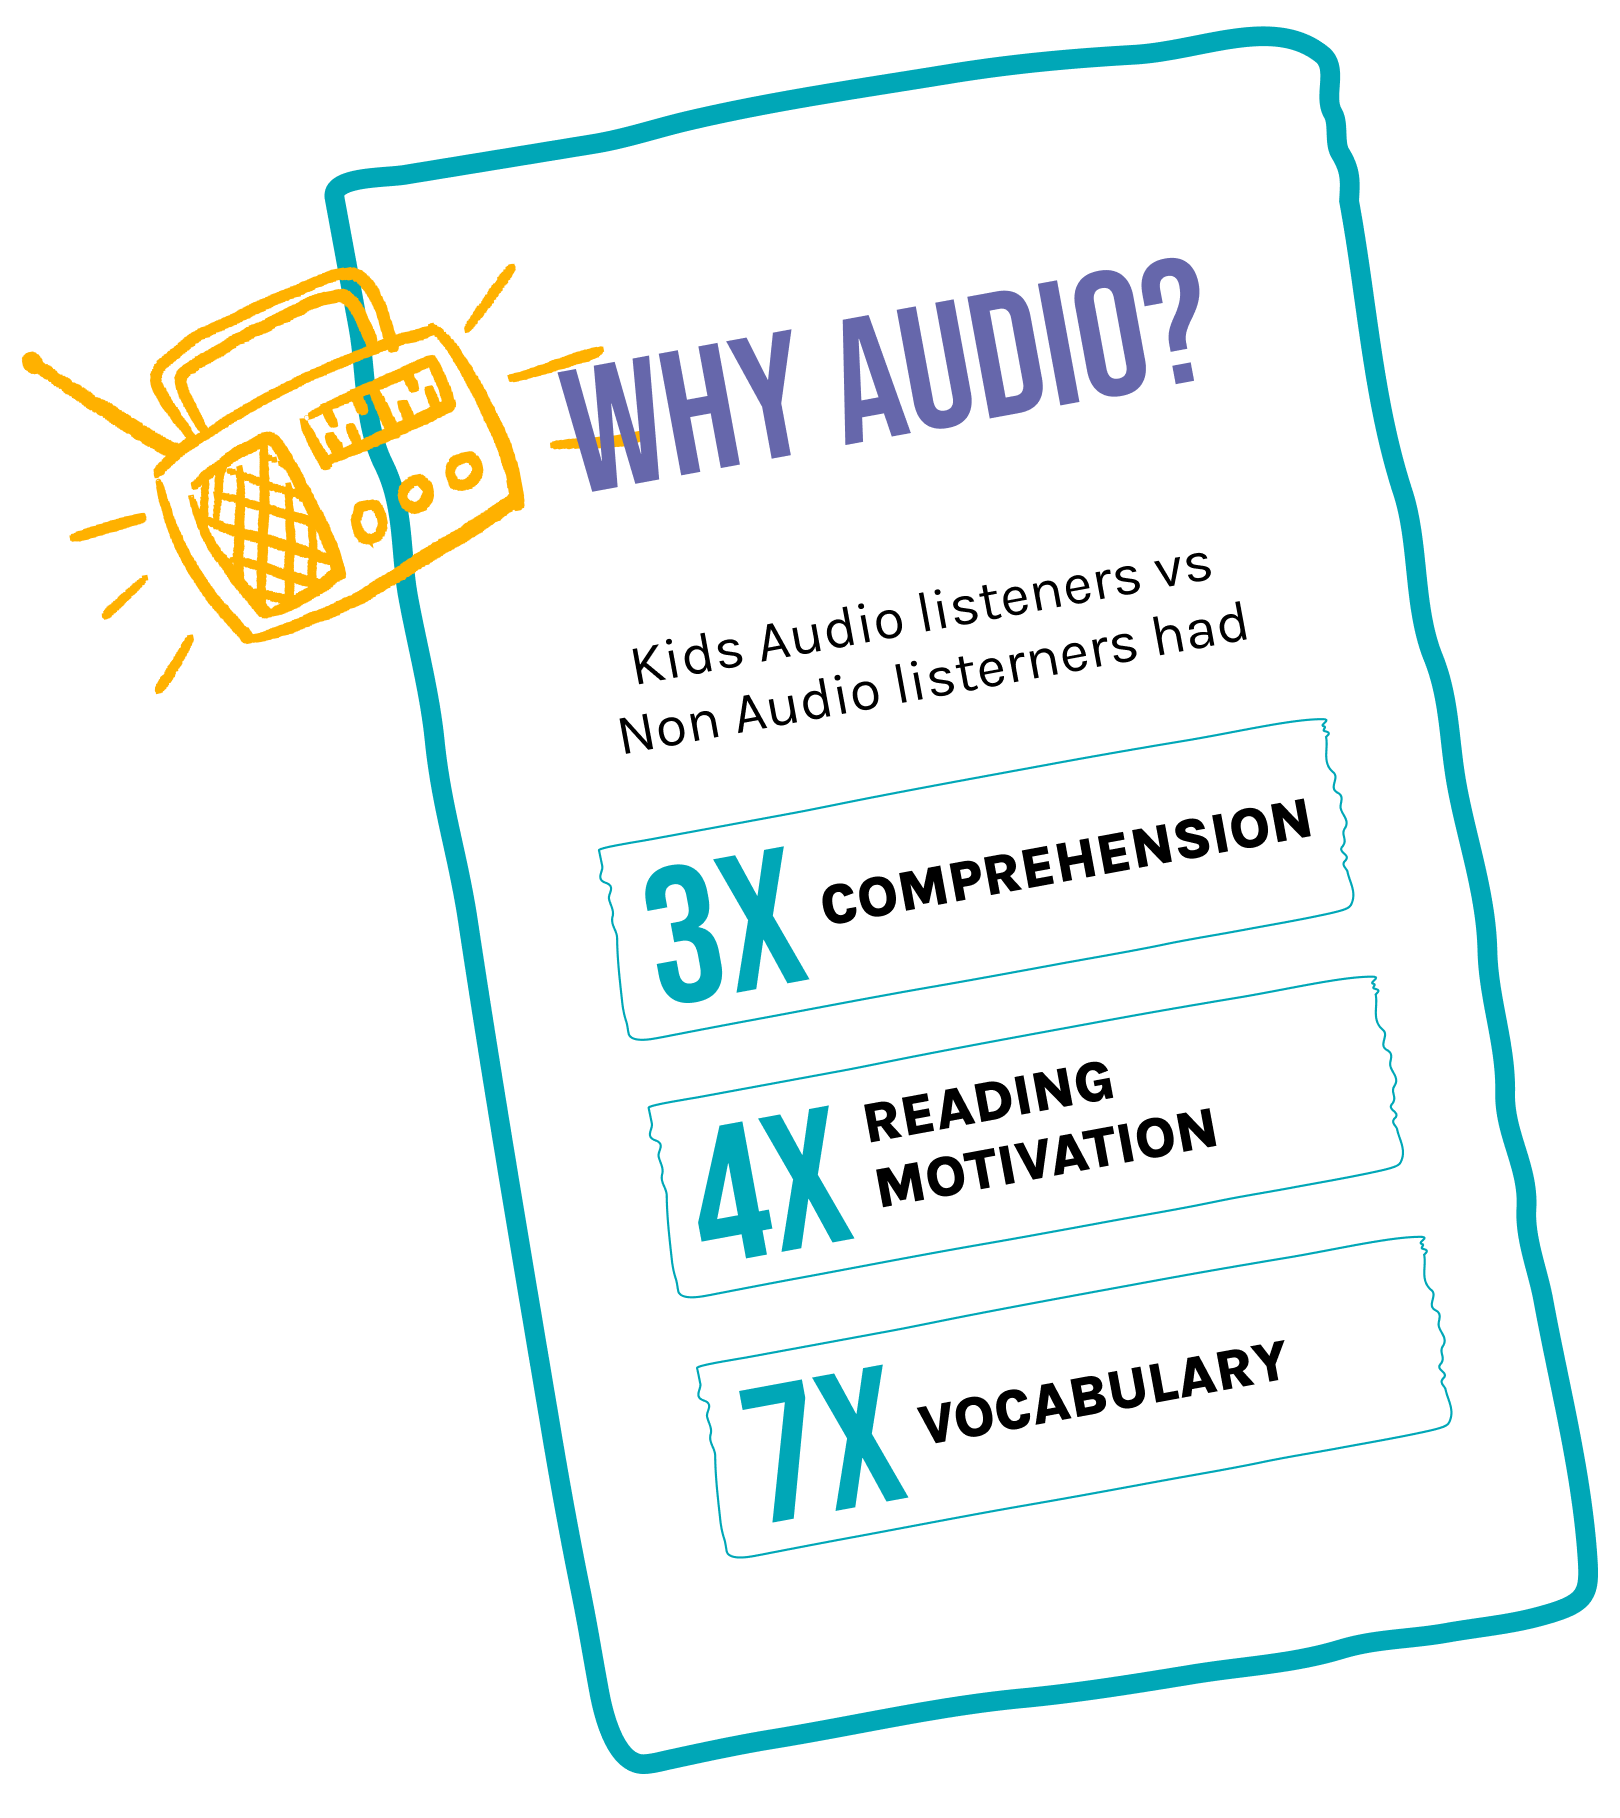 WHY AUDIO?
Kids Audio listeners vs
Non Audio listerners had
3X COMPREHENSION
4X READING
MOTIVATION
7X VOCABULARY